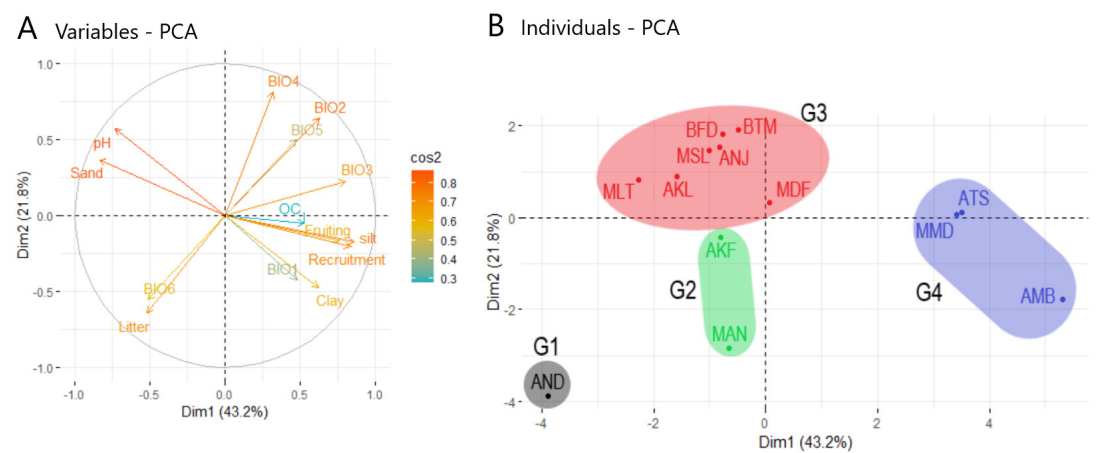 A Variables - PCA
1.0
0.5
0.0
-0.5
-1.0
-1.0
-0.5
0.0
0.5
1.0
Dim2 (21.8%)
Dim1 (43.2%)
BIO4
BIO2
BIO5
pH
Sand
BIO3
OC
Fruiting
silt
Recruitment
BIO1
BIO6
Clay
Litter
cos2
0.8
0.7
0.6
0.5
0.4
0.3
B Individuals - PCA
2
0
-2
-4
-4
-2
0
2
4
Dim2 (21.8%)
Dim1 (43.2%)
G3
BFD
BTM
MSL
ANJ
MLT
AKL
MDF
ATS
MMD
AKF
G2
G4
AMB
MAN
G1
AND